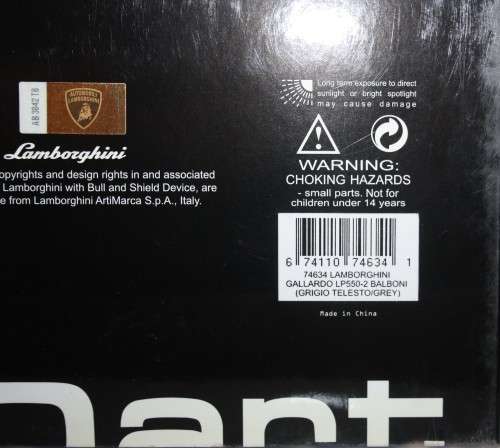 AB 3842 TB
AUTOMOBILI
LAMBORGHINI
Lamborghini
opyrights and design rights in and associated
Lamborghini with Bull and Shield Device, are
e from Lamborghini ArtiMarca S.p.A., Italy.
Long term exposure to direct
sunlight or bright spotlight
may cause damage
WARNING:
CHOKING HAZARDS
- small parts. Not for
children under 14 years
6 74110 74634 1
74634 LAMBORGHINI
GALLARDO LP550-2 BALBONI
(GRIGIO TELESTO/GREY)
Made in China